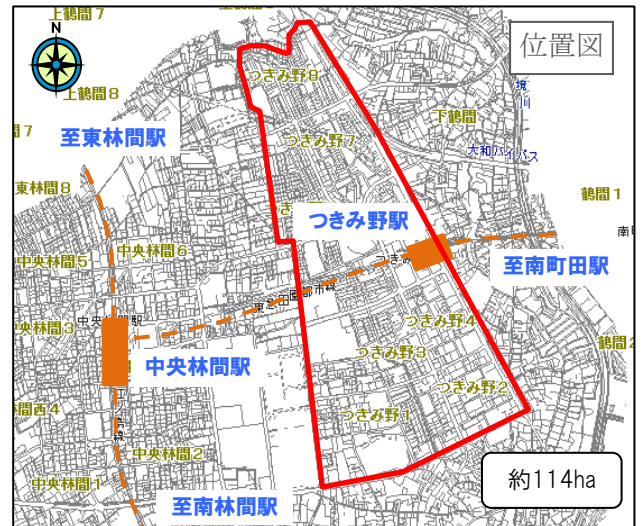 上鶴間7
位置図
N
つきみ野8
上鶴間8
下鶴間
境川
至東林間駅
つきみ野7
大和バイパス
東林間8
鶴間1
つきみ野駅
中央林間6
至南町田駅
中央林間5
東急田園都市線
中央林間3
中央林間駅
つきみ野4
つきみ野3
中央林間駅
つきみ野2
つきみ野1
中央林間2
約114ha
中央林間1
至南林間駅